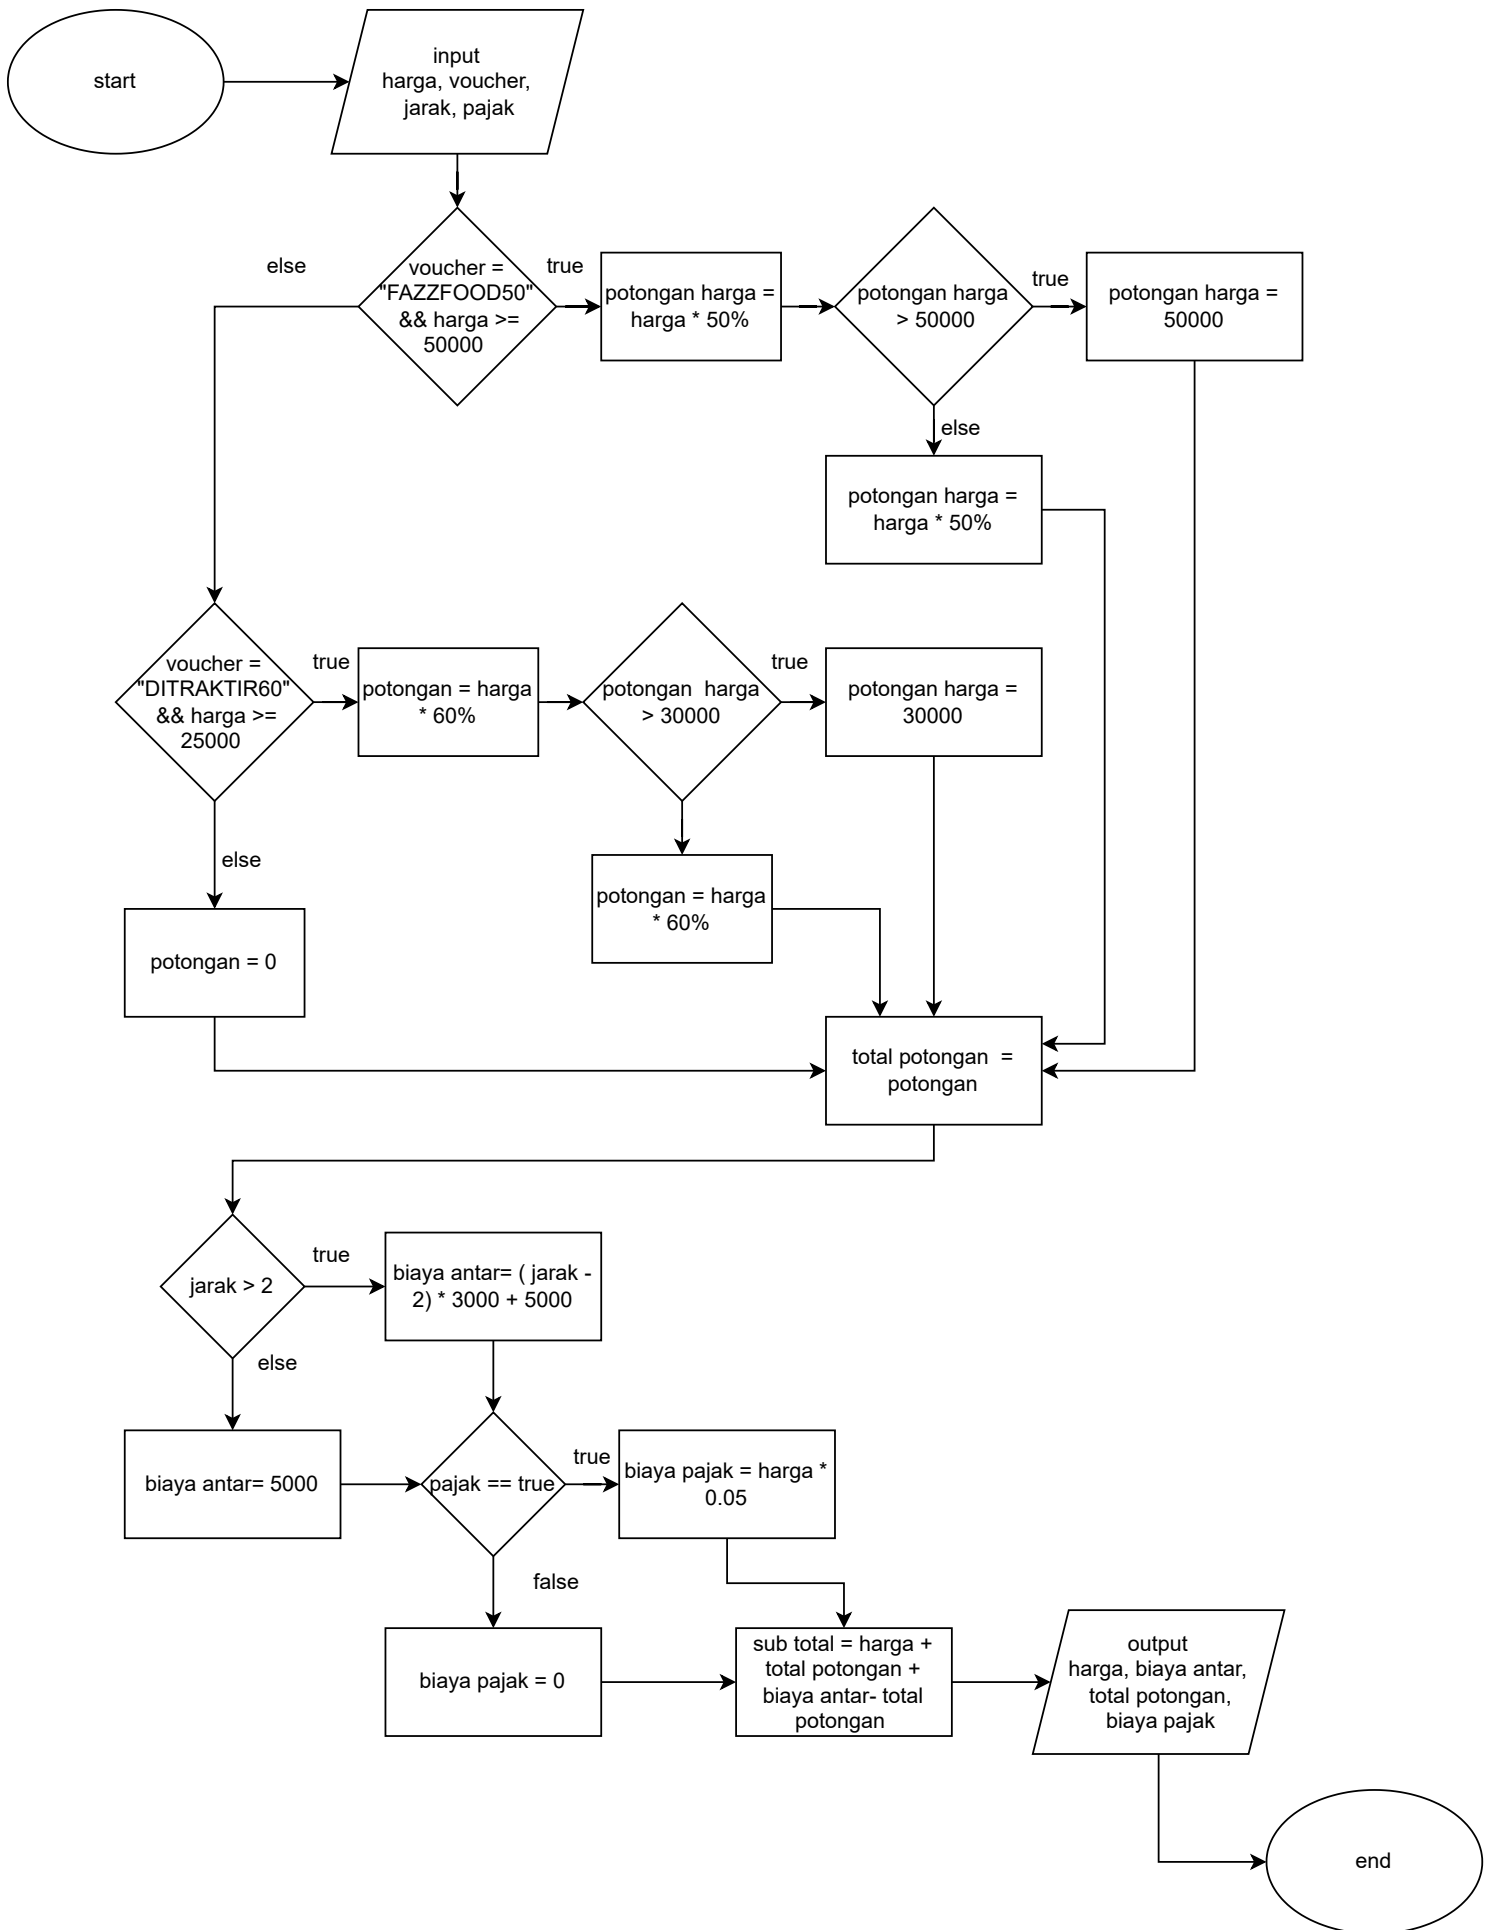 start
input
harga, voucher,
jarak, pajak
else
voucher =
"FAZZFOOD50"
&& harga >=
50000
true
potongan harga =
harga * 50%
potongan harga
> 50000
true
potongan harga =
50000
else
potongan harga =
harga * 50%
voucher =
"DITRAKTIR60"
&& harga >=
25000
true
potongan = harga
* 60%
potongan  harga
> 30000
true
potongan harga =
30000
else
potongan = harga
* 60%
potongan = 0
total potongan  =
potongan
jarak > 2
true
biaya antar= ( jarak -
2) * 3000 + 5000
else
biaya antar= 5000
pajak == true
true
biaya pajak = harga *
0.05
false
biaya pajak = 0
sub total = harga +
total potongan +
biaya antar- total
potongan
output
harga, biaya antar,
total potongan,
biaya pajak
end